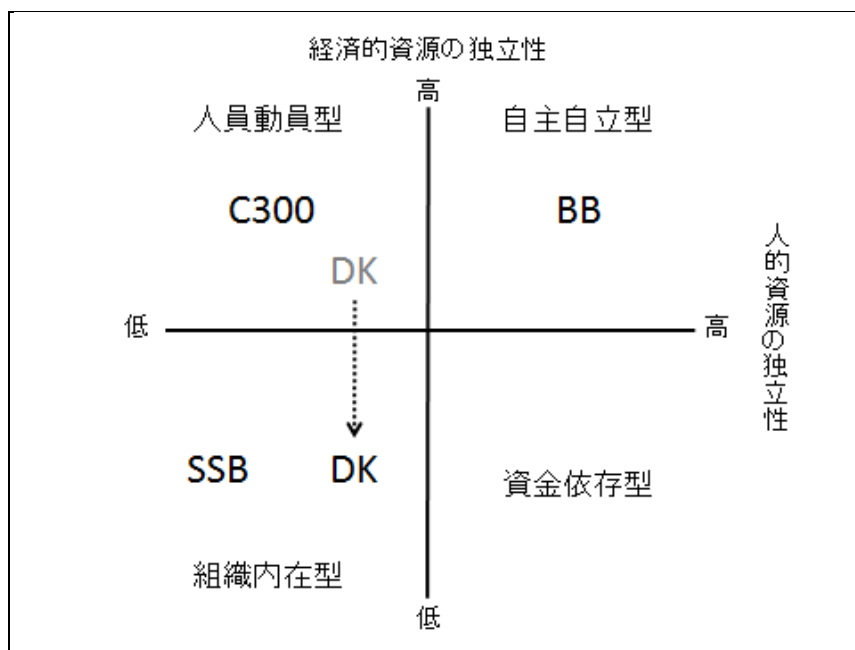 経済的資源の独立性
高
人員動員型
自主自立型
C300
BB
DK
低
高
人的資源の独立性
SSB
DK
資金依存型
組織内在型
低